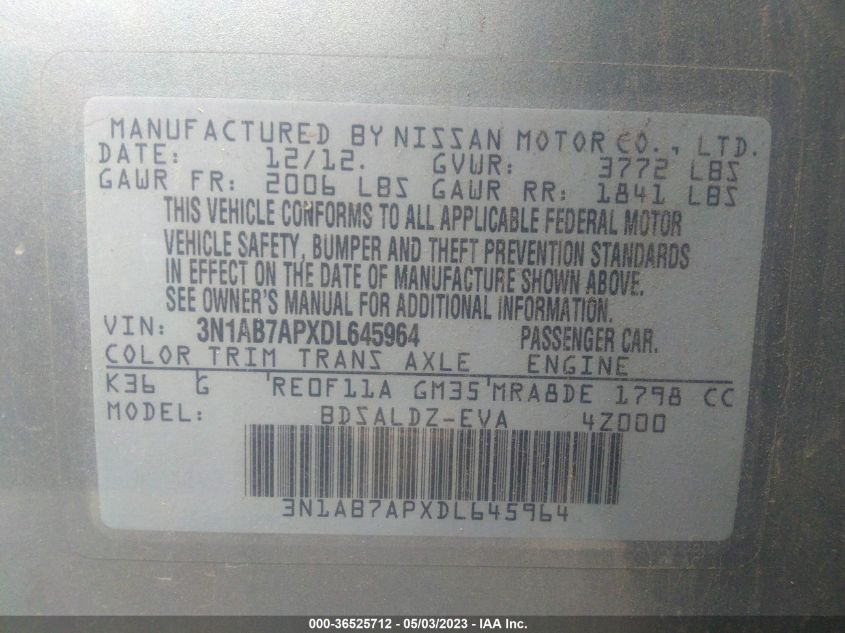 MANUFACTURED BY NISSAN MOTOR CO., LTD.
DATE: 12/12. GVWR: 3772 LBS
GAWR FR: 2006 LBS GAWR RR: 1841 LBS
THIS VEHICLE CONFORMS TO ALL APPLICABLE FEDERAL MOTOR
VEHICLE SAFETY, BUMPER AND THEFT PREVENTION STANDARDS
IN EFFECT ON THE DATE OF MANUFACTURE SHOWN ABOVE.
SEE OWNER'S MANUAL FOR ADDITIONAL INFORMATION.
VIN: 3N1AB7APXDL645964 PASSENGER CAR.
COLOR TRIM TRANS AXLE ENGINE
K36 G 'RE0F11A GM35'MRA8DE 1798 CC
MODEL: BDSALDZ-EVA 42000
3N1AB7APXDL645964
000-36525712 - 05/03/2023 - IAA Inc.